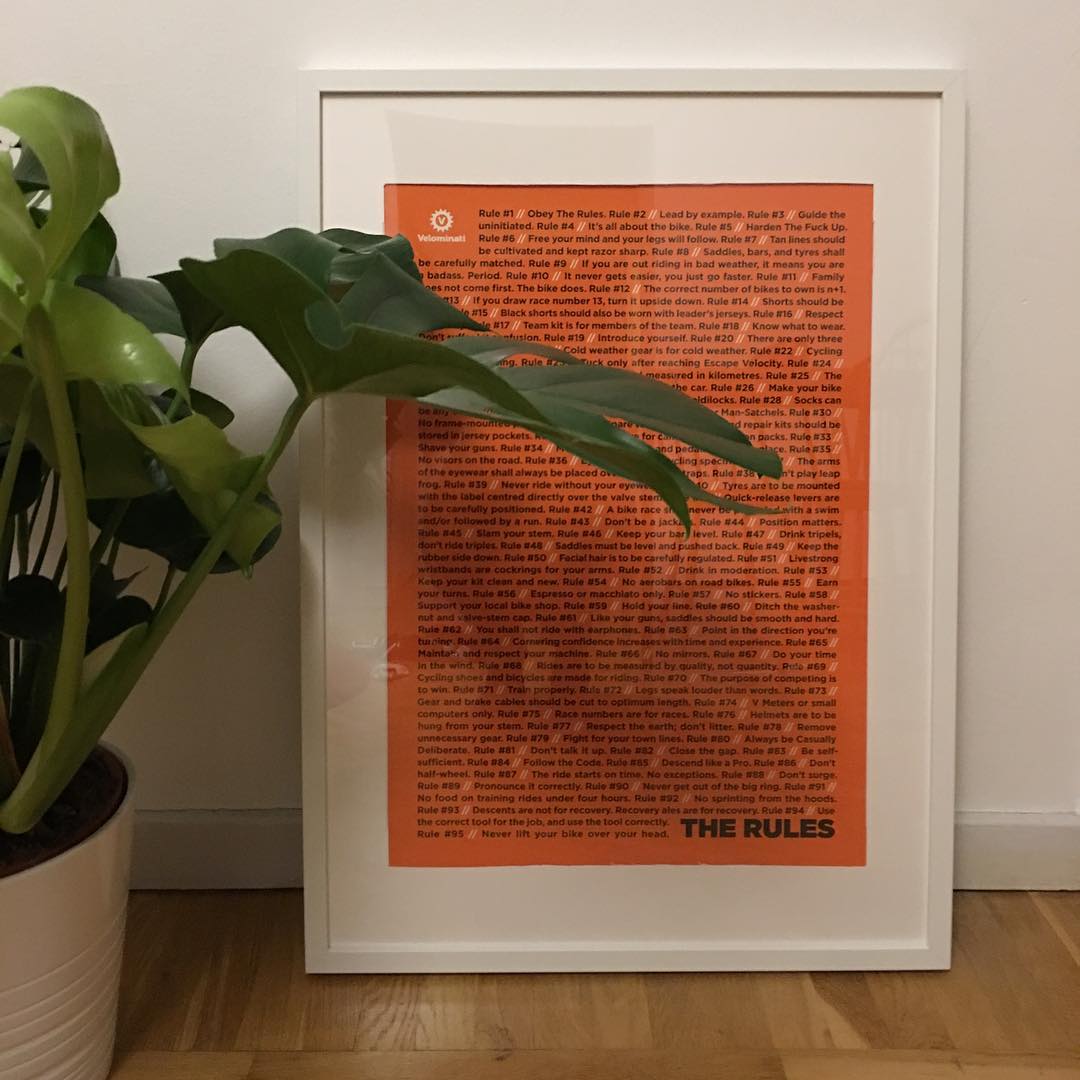 Velominati
Rule #1 // Obey The Rules. Rule #2 // Lead by example. Rule #3 // Guide the
uninitiated. Rule #4 // It's all about the bike. Rule #5 // Harden The Fuck Up.
Rule #6 // Free your mind and your legs will follow. Rule #7 // Tan lines should
be cultivated and kept razor sharp. Rule #8 // Saddles, bars, and tyres shall
be carefully matched. Rule #9 // If you are out riding in bad weather, it means you are
a badass. Period. Rule #10 // It never gets easier, you just go faster. Rule #11 // Family
does not come first. The bike does. Rule #12 // The correct number of bikes to own is n+1.
#13 // If you draw race number 13, turn it upside down. Rule #14 // Shorts should be
#15 // Black shorts should also be worn with leader's jerseys. Rule #16 // Respect
#17 // Team kit is for members of the team. Rule #18 // Know what to wear.
Don't suffer kit confusion. Rule #19 // Introduce yourself. Rule #20 // There are only three
Cold weather gear is for cold weather. Rule #22 // Cycling
Tuck only after reaching Escape Velocity. Rule #24 //
measured in kilometres. Rule #25 // The
the car. Rule #26 // Make your bike
Rule #28 // Socks can
be any Man-Satchels. Rule #30 //
No frame-mounted and repair kits should be
stored in jersey pockets. for packs. Rule #33 //
Shave your guns. Rule #34 // and Rule #35 //
No visors on the road. Rule #36 // The arms
of the eyewear shall always be placed Rule #38 play leap
frog. Rule #39 // Never ride without your Tyres are to be mounted
with the label centred directly over the valve Quick-release levers are
to be carefully positioned. Rule #42 // A bike race never be with a swim
and/or followed by a run. Rule #43 // Don't be a Rule #44 // Position matters.
Rule #45 // Slam your stem. Rule #46 // Keep your bars level. Rule #47 // Drink tripels,
don't ride triples. Rule #48 // Saddles must be level and pushed back. Rule #49 // Keep the
rubber side down. Rule #50 // Facial hair is to be carefully regulated. Rule #51 // Livestrong
wristbands are cockrings for your arms. Rule #52 // Drink in moderation. Rule #53 //
Keep your kit clean and new. Rule #54 // No aerobars on road bikes. Rule #55 // Earn
your turns. Rule #56 // Espresso or macchiato only. Rule #57 // No stickers. Rule #58 //
Support your local bike shop. Rule #59 // Hold your line. Rule #60 // Ditch the washer-
nut and valve-stem cap. Rule #61 // Like your guns, saddles should be smooth and hard.
Rule #62 // You shall not ride with earphones. Rule #63 // Point in the direction you're
turning. Rule #64 // Cornering confidence increases with time and experience. Rule #65 //
Maintain and respect your machine. Rule #66 // No mirrors. Rule #67 // Do your time
in the wind. Rule #68 // Rides are to be measured by quality, not quantity. Rule #69 //
Cycling shoes and bicycles are made for riding. Rule #70 // The purpose of competing is
to win. Rule #71 // Train properly. Rule #72 // Legs speak louder than words. Rule #73 //
Gear and brake cables should be cut to optimum length. Rule #74 // V Meters or small
computers only. Rule #75 // Race numbers are for races. Rule #76 // Helmets are to be
hung from your stem. Rule #77 // Respect the earth; don't litter. Rule #78 // Remove
unnecessary gear. Rule #79 // Fight for your town lines. Rule #80 // Always be Casually
Deliberate. Rule #81 // Don't talk it up. Rule #82 // Close the gap. Rule #83 // Be self-
sufficient. Rule #84 // Follow the Code. Rule #85 // Descend like a Pro. Rule #86 // Don't
half-wheel. Rule #87 // The ride starts on time. No exceptions. Rule #88 // Don't surge.
Rule #89 // Pronounce it correctly. Rule #90 // Never get out of the big ring. Rule #91 //
No food on training rides under four hours. Rule #92 // No sprinting from the hoods.
Rule #93 // Descents are not for recovery. Recovery ales are for recovery. Rule #94 // Use
the correct tool for the job, and use the tool correctly.
Rule #95 // Never lift your bike over your head.
THE RULES